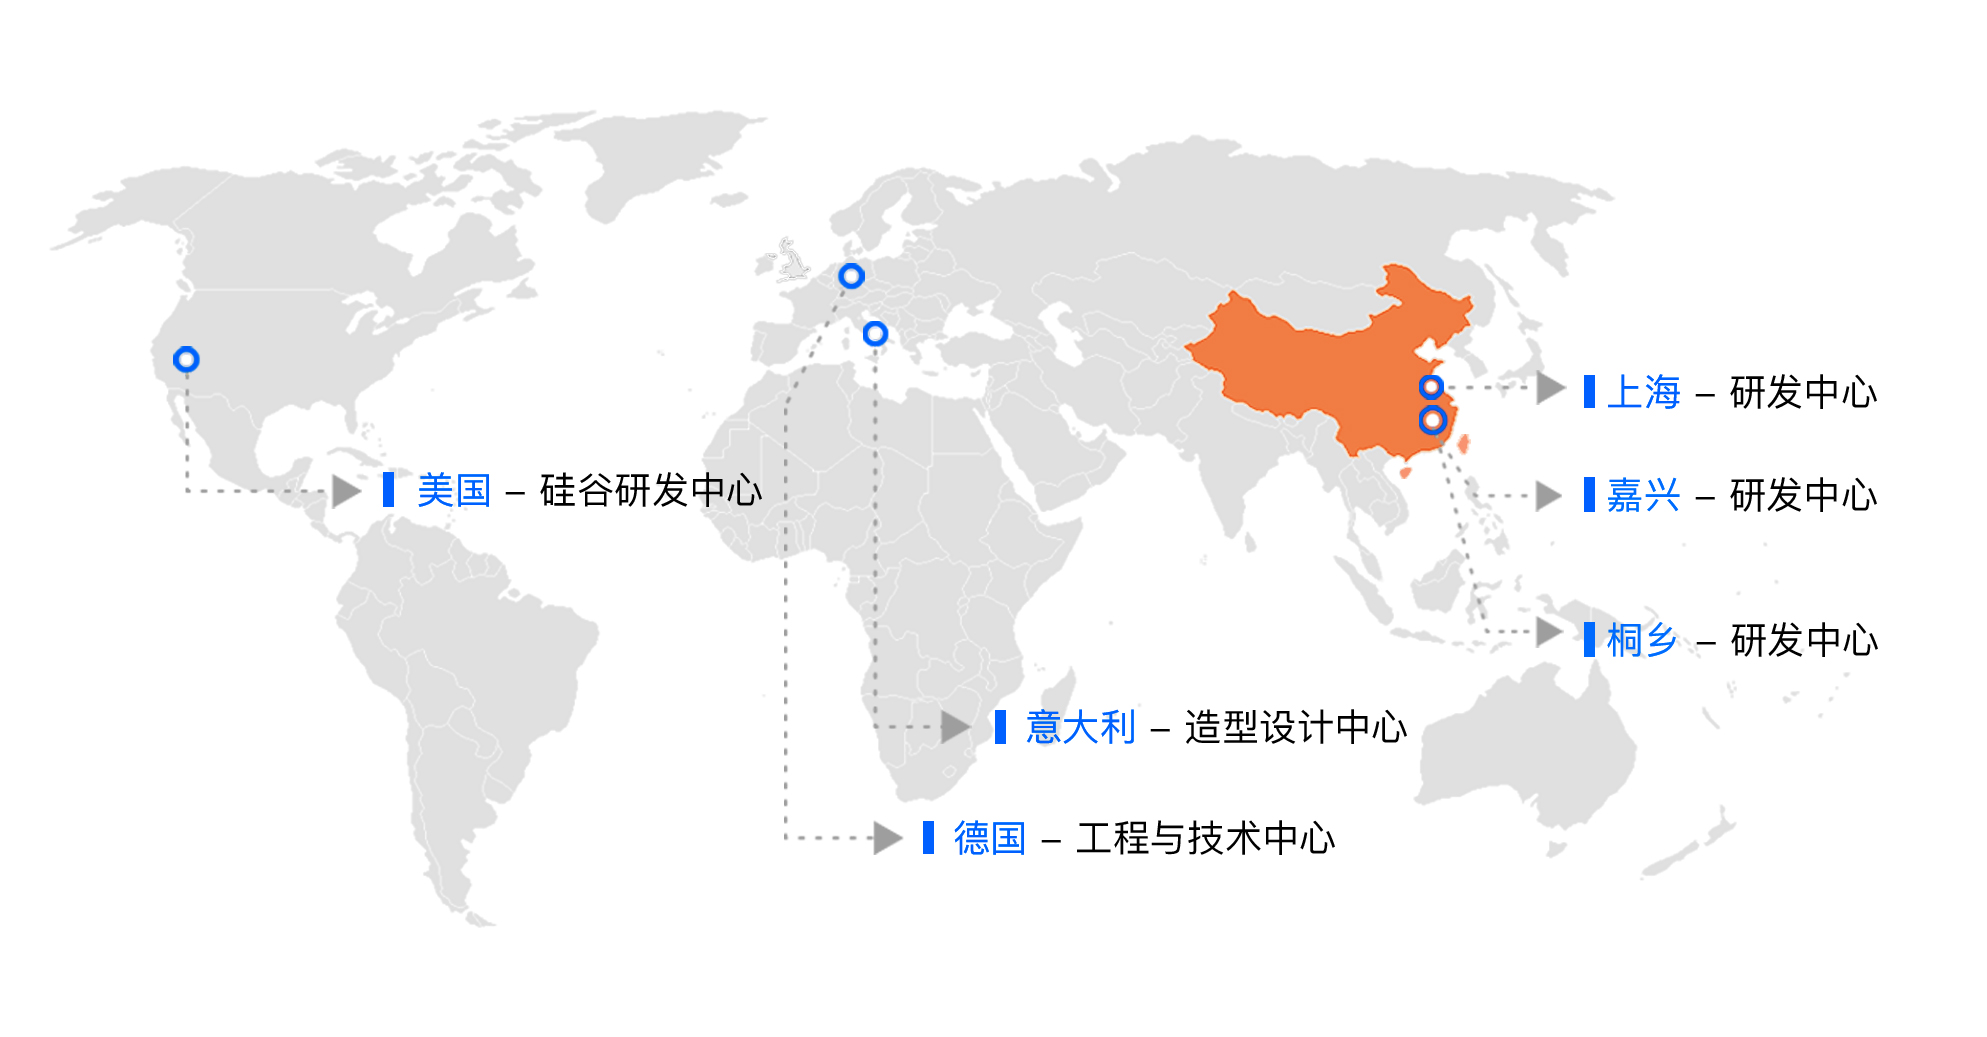 上海 – 研发中心
美国 – 硅谷研发中心
嘉兴 – 研发中心
桐乡 – 研发中心
意大利 – 造型设计中心
德国 – 工程与技术中心